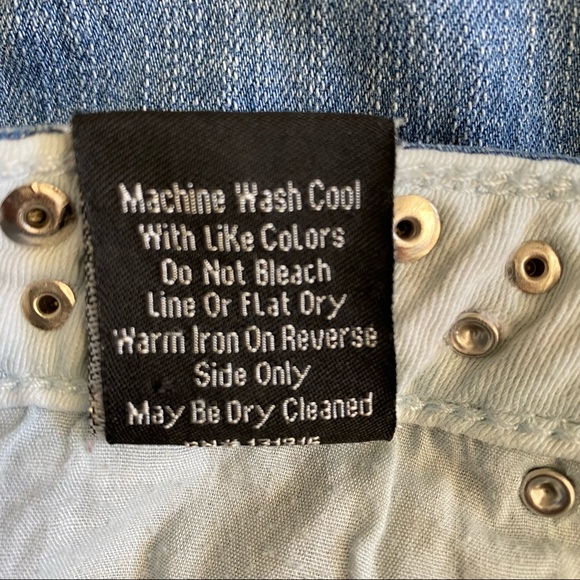 Machine Wash Cool
With Like Colors
Do Not Bleach
Line Or Flat Dry
Warm Iron On Reverse
Side Only
May Be Dry Cleaned